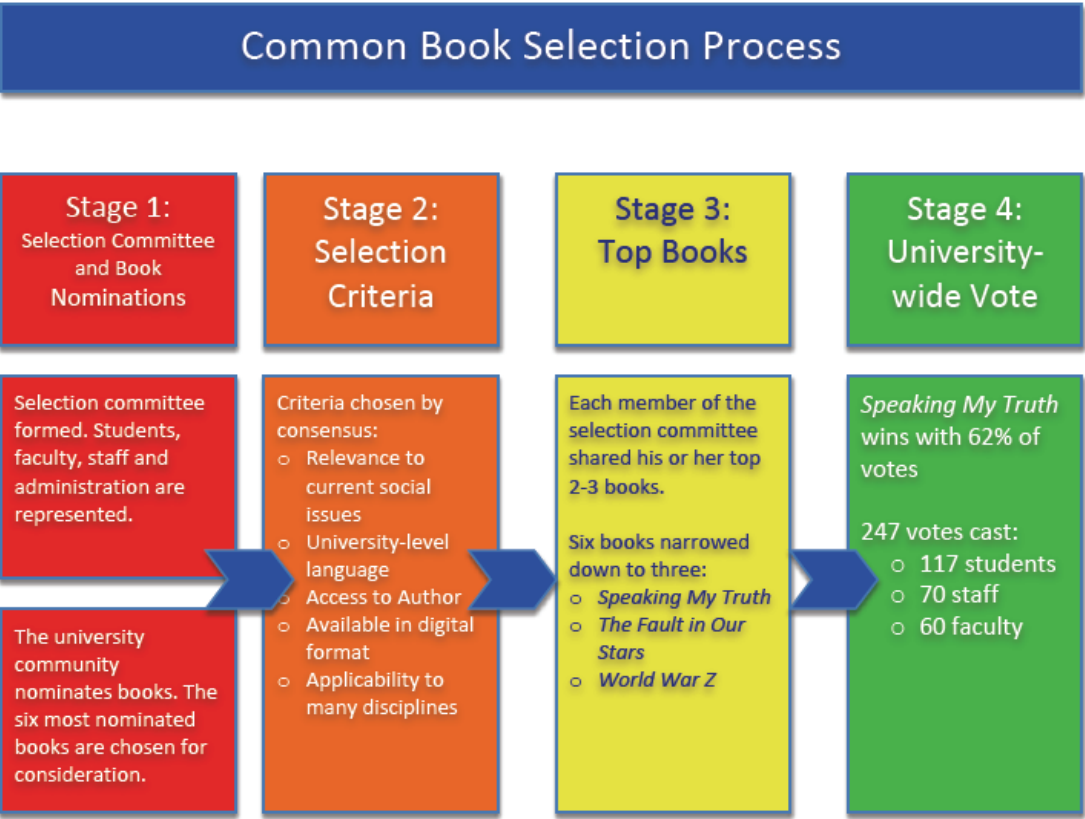 Common Book Selection Process
Stage 1:
Selection Committee
and Book
Nominations
Selection committee
formed. Students,
faculty, staff and
administration are
represented.
The university
community
nominates books. The
six most nominated
books are chosen for
consideration.
Stage 2:
Selection
Criteria
Criteria chosen by
consensus:
o Relevance to
current social
issues
o University-level
language
o Access to Author
o Available in digital
format
o Applicability to
many disciplines
Stage 3:
Top Books
Each member of the
selection committee
shared his or her top
2-3 books.
Six books narrowed
down to three:
o Speaking My Truth
o The Fault in Our
Stars
o World War Z
Stage 4:
University-
wide Vote
Speaking My Truth
wins with 62% of
votes
247 votes cast:
o 117 students
o 70 staff
o 60 faculty